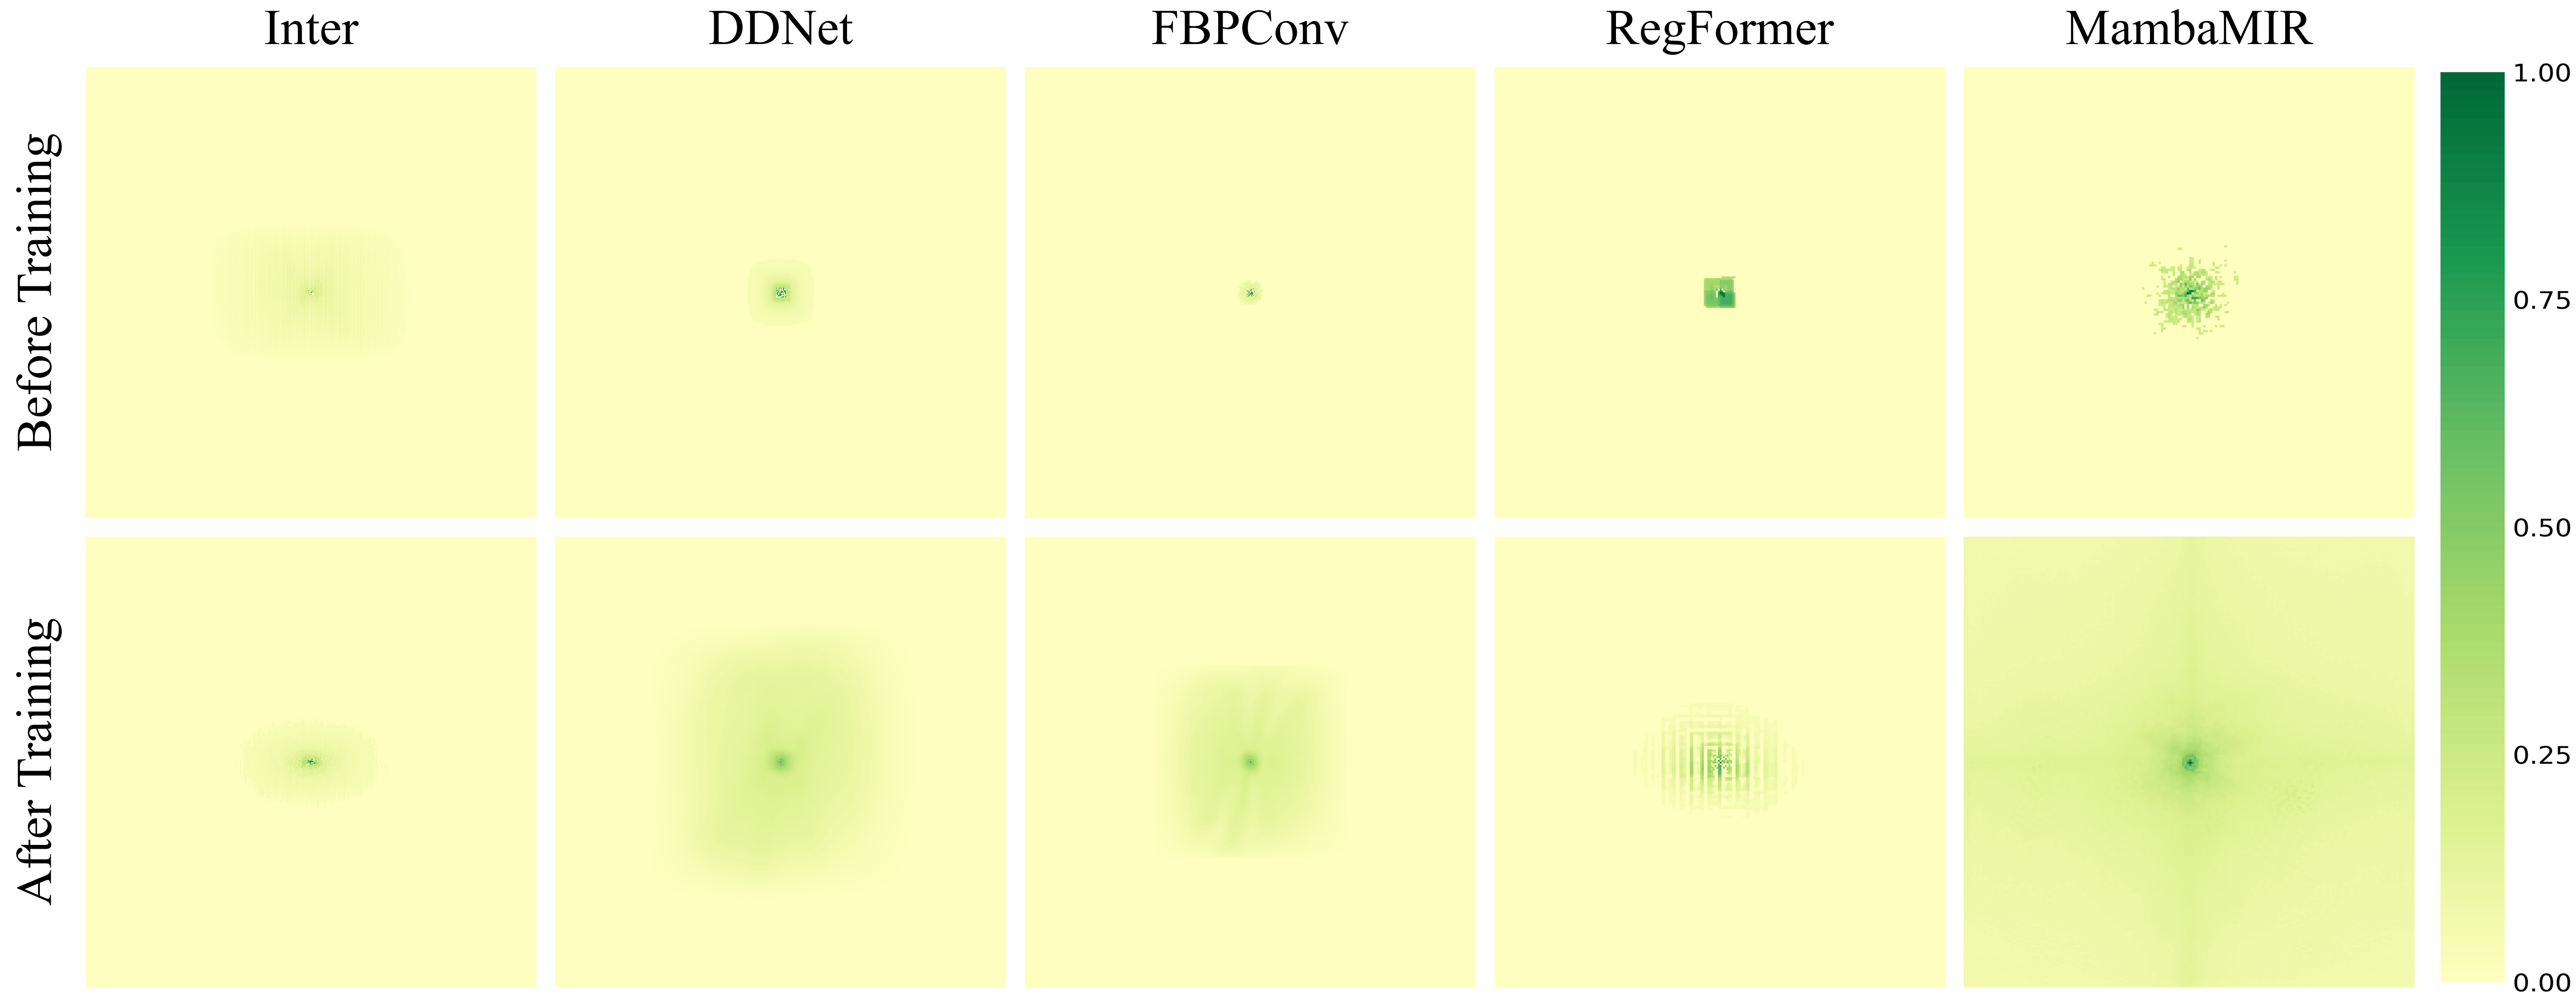 Inter
DDNet
FBPConv
RegFormer
MambaMIR
Before Training
After Training
1.00
0.75
0.50
0.25
0.00